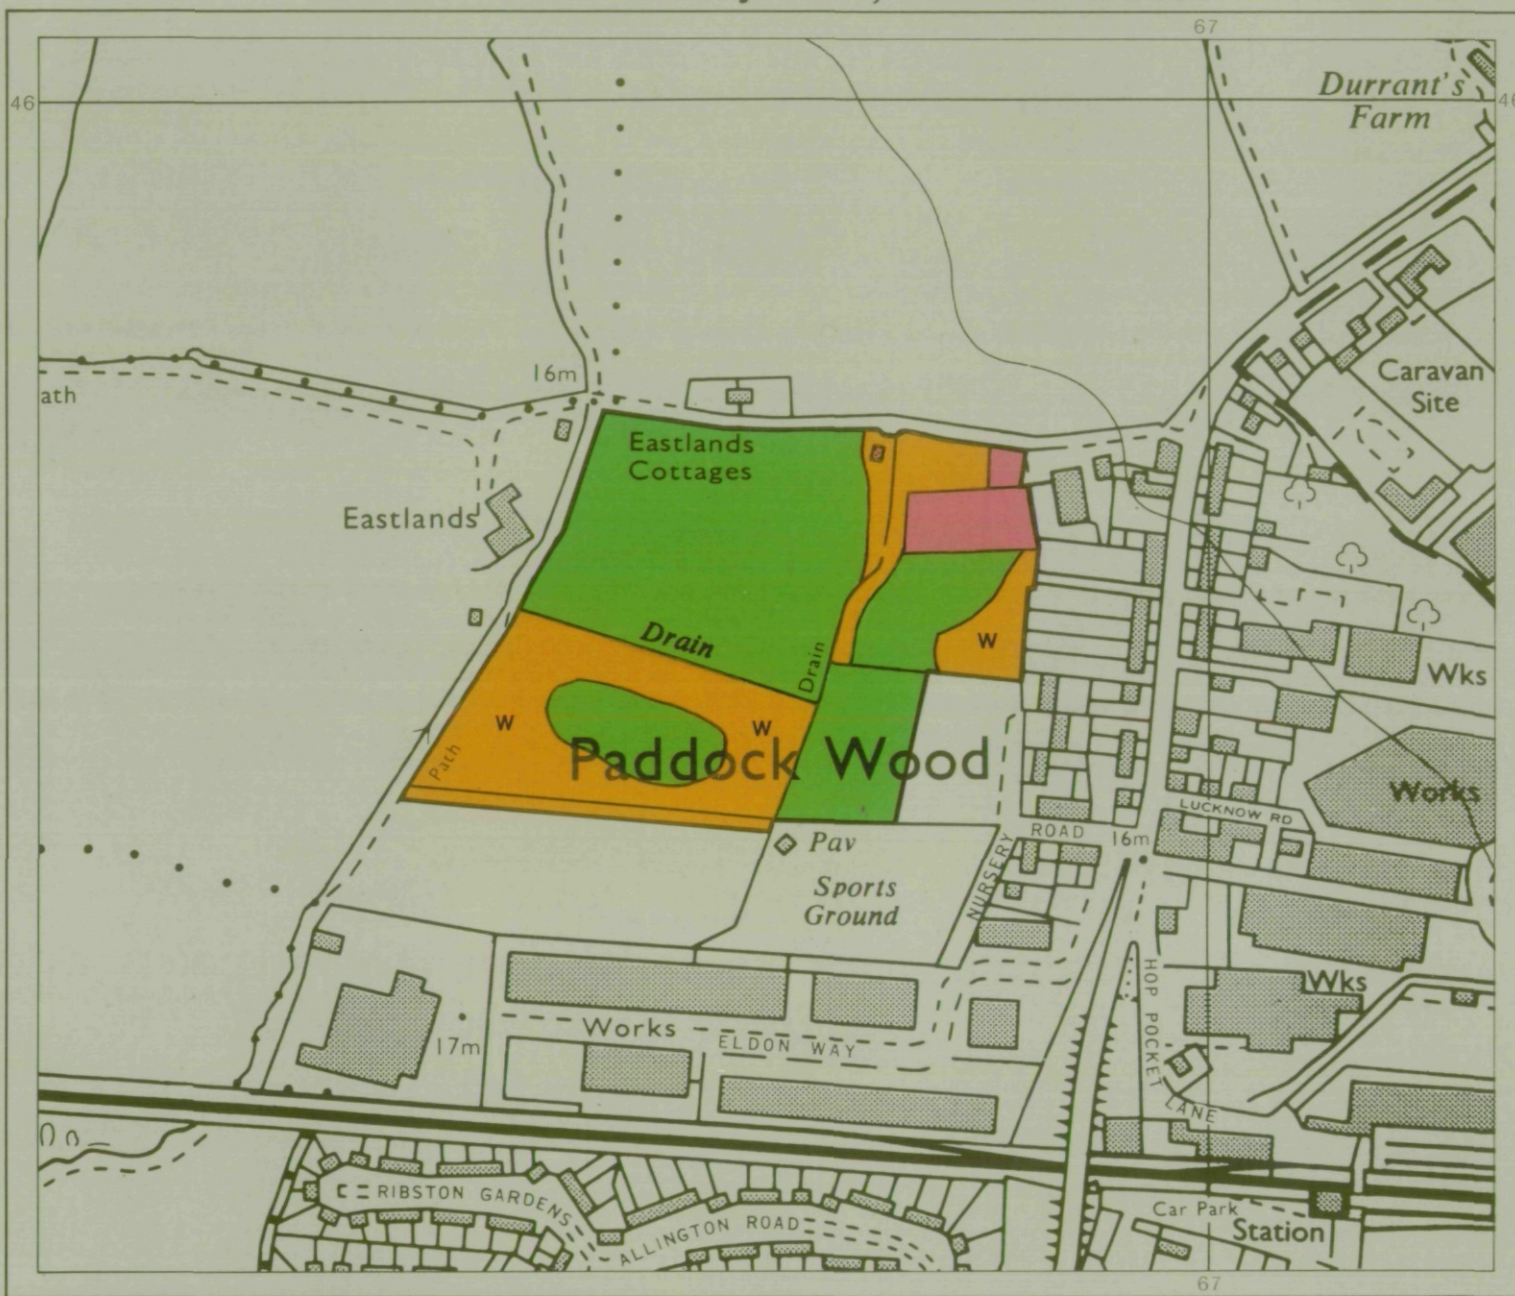 67
46
Durrant's
Farm
16m
ath
Caravan
Site
Eastlands
Cottages
Eastlands
Drain
Drain
W
Wks
W
W
Path
Paddock Wood
Works
LUCKNOW RD
ROAD
16m
Pav
NURSERY
Sports
Ground
HOP POCKET
LANE
Wks
Works
ELDON WAY
17m
RIBSTON GARDENS
ALLINGTON ROAD
Car Park
Station
67